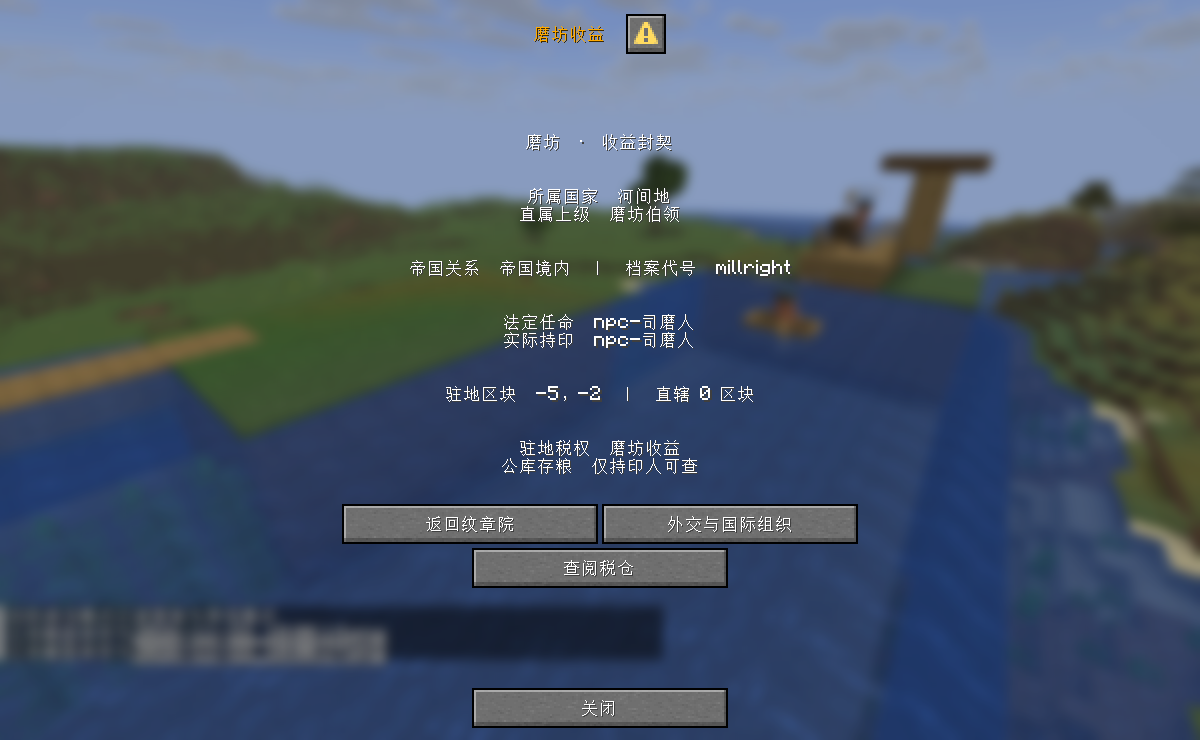 磨坊收益
磨坊 · 收益封契
所属国家 河间地
直属上级 磨坊伯领
帝国关系 帝国境内 | 档案代号 millright
法定任命 npc-司磨人
实际持印 npc-司磨人
驻地区块 -5, -2 | 直辖 0 区块
驻地税权 磨坊收益
公库存粮 仅持印人可查
返回纹章院 外交与国际组织
查阅税仓
关闭